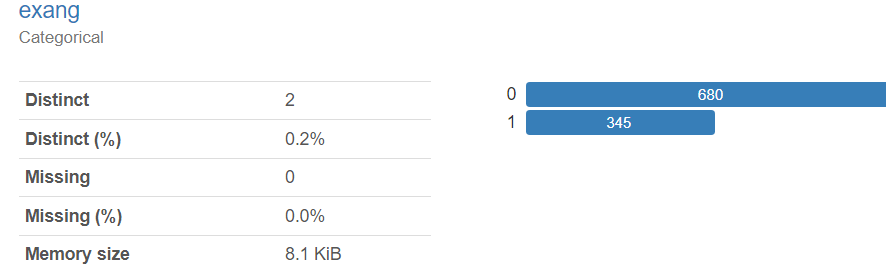 exang
Categorical
Distinct 2
Distinct (%) 0.2%
Missing 0
Missing (%) 0.0%
Memory size 8.1 KiB
0 680
1 345